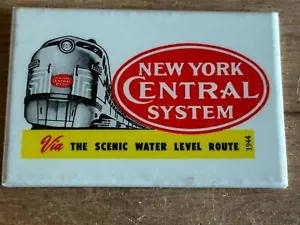 NEW YORK
CENTRAL
SYSTEM
Via THE SCENIC WATER LEVEL ROUTE
1944